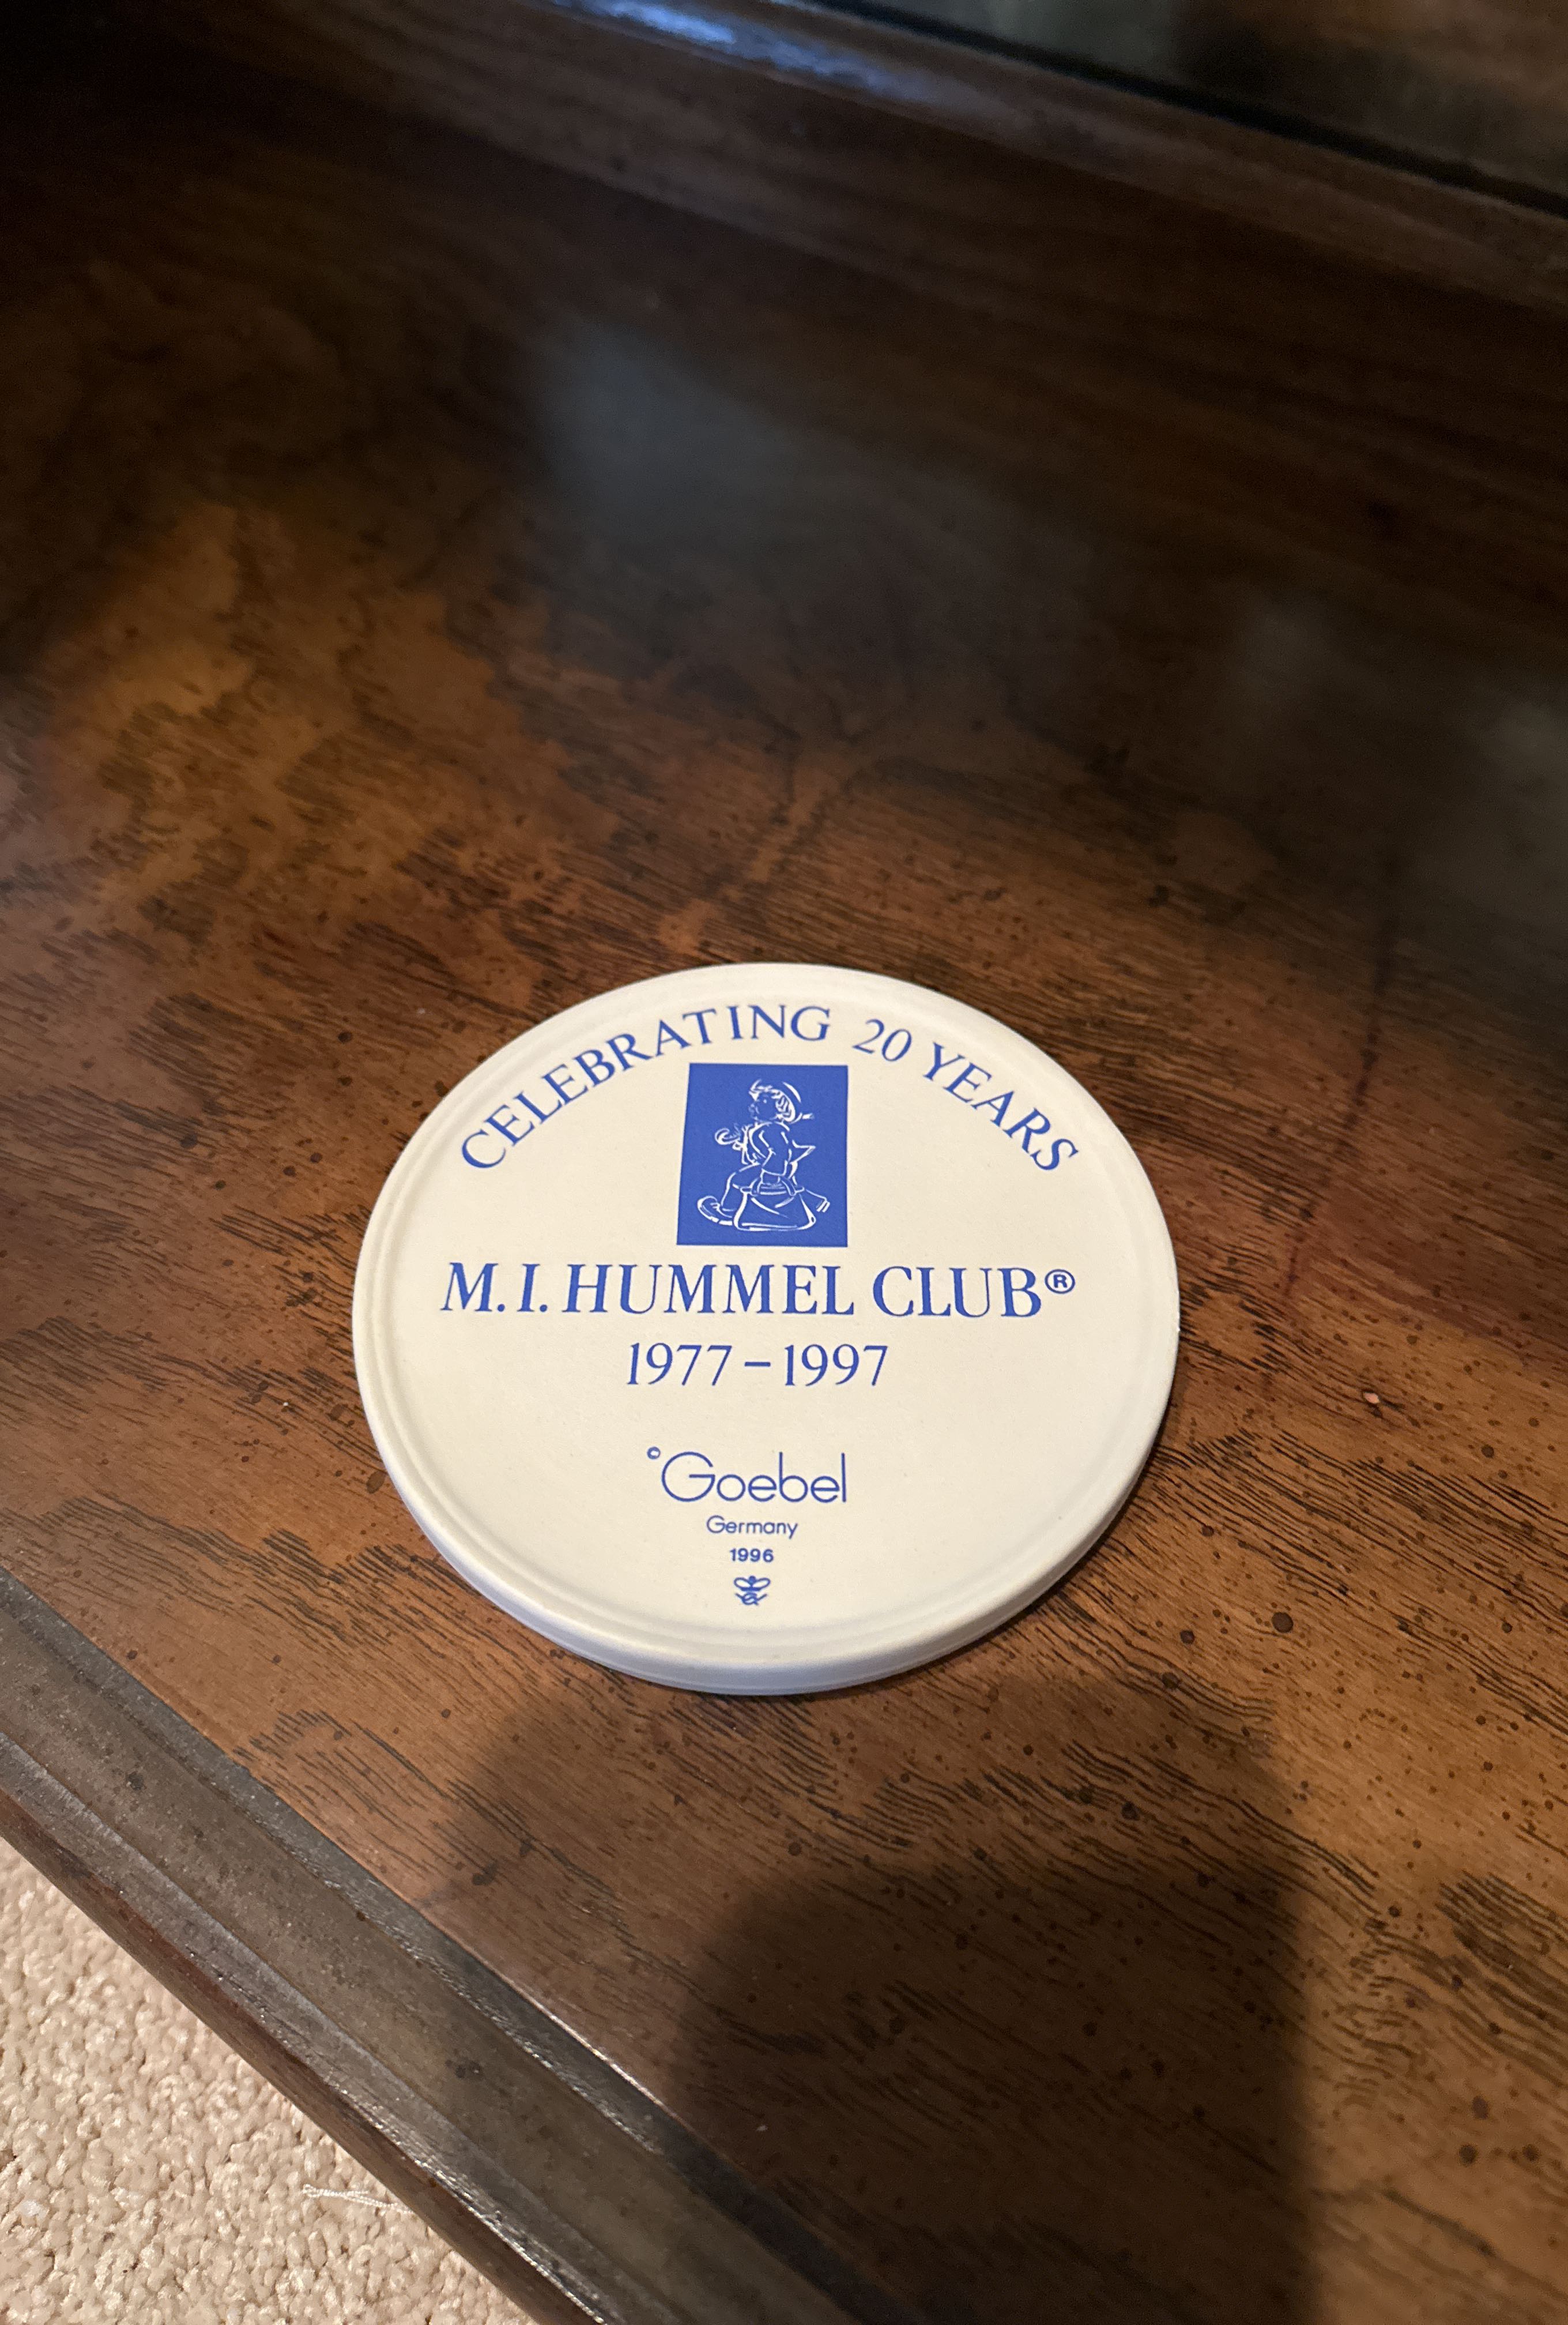 CELEBRATING 20 YEARS
M.I. HUMMEL CLUB®
1977–1997
©Goebel
Germany
1996